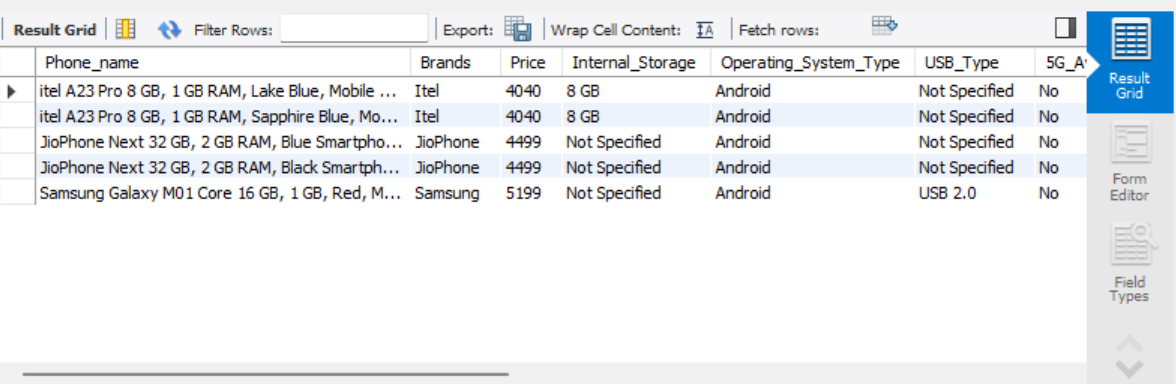 Result Grid Filter Rows: Export: Wrap Cell Content: Fetch rows:
Phone_name Brands Price Internal_Storage Operating_System_Type USB_Type 5G_Av
itel A23 Pro 8 GB, 1 GB RAM, Lake Blue, Mobile ... Itel 4040 8 GB Android Not Specified No
itel A23 Pro 8 GB, 1 GB RAM, Sapphire Blue, Mo... Itel 4040 8 GB Android Not Specified No
JioPhone Next 32 GB, 2 GB RAM, Blue Smartpho... JioPhone 4499 Not Specified Android Not Specified No
JioPhone Next 32 GB, 2 GB RAM, Black Smartph... JioPhone 4499 Not Specified Android Not Specified No
Samsung Galaxy M01 Core 16 GB, 1 GB, Red, M... Samsung 5199 Not Specified Android USB 2.0 No
Result
Grid
Form
Editor
Field
Types